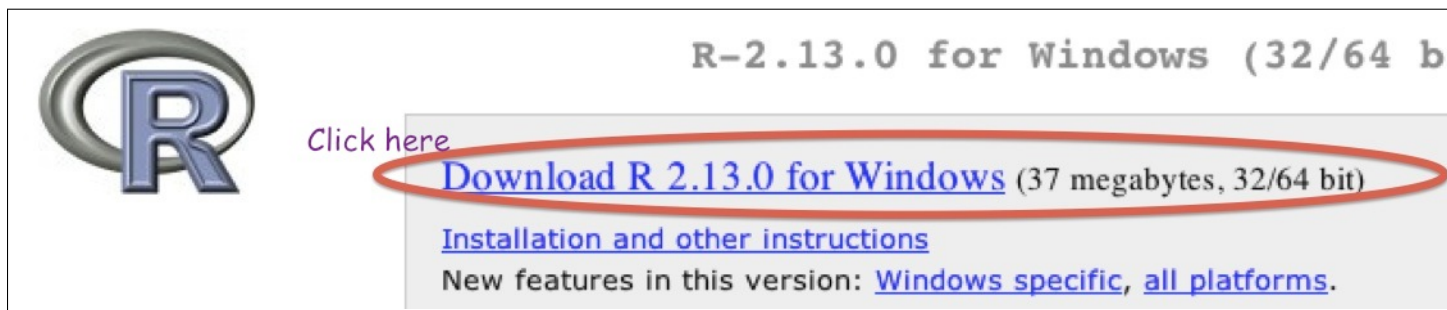 R
R-2.13.0 for Windows (32/64 b
Click here
Download R 2.13.0 for Windows (37 megabytes, 32/64 bit)
Installation and other instructions
New features in this version: Windows specific, all platforms.